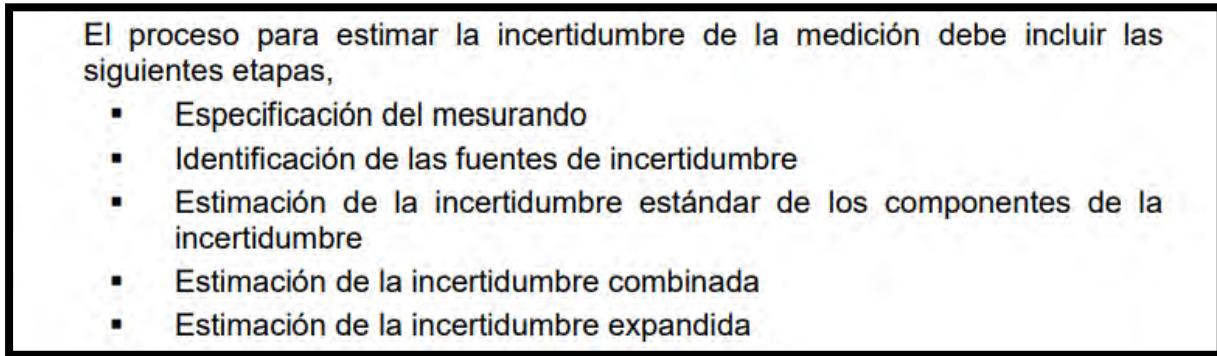 El proceso para estimar la incertidumbre de la medición debe incluir las
siguientes etapas,
▪ Especificación del mesurando
▪ Identificación de las fuentes de incertidumbre
▪ Estimación de la incertidumbre estándar de los componentes de la
incertidumbre
▪ Estimación de la incertidumbre combinada
▪ Estimación de la incertidumbre expandida